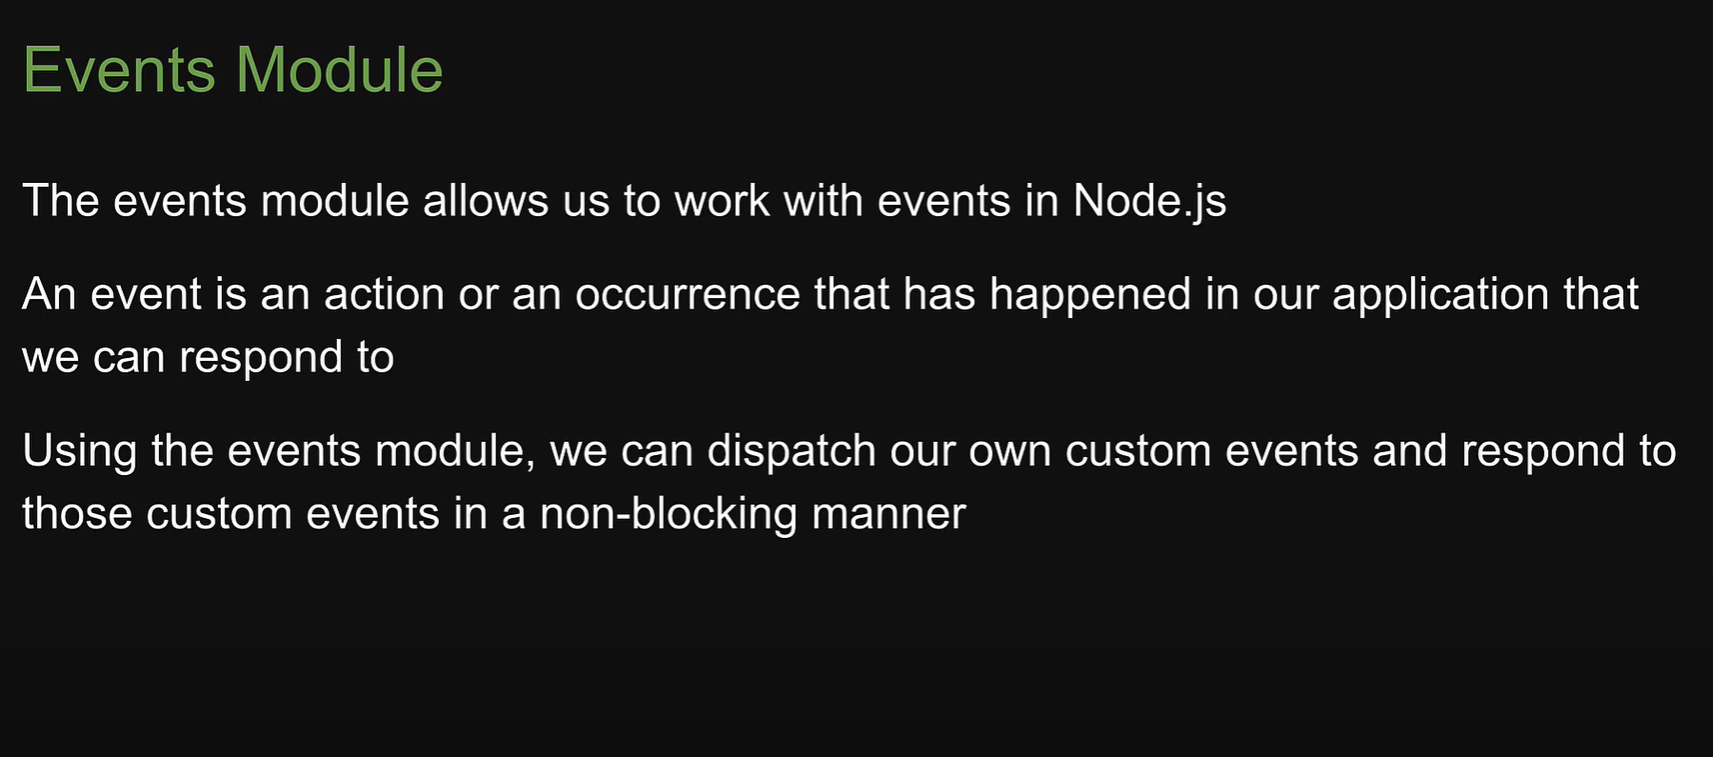 Events Module
The events module allows us to work with events in Node.js
An event is an action or an occurrence that has happened in our application that
we can respond to
Using the events module, we can dispatch our own custom events and respond to
those custom events in a non-blocking manner